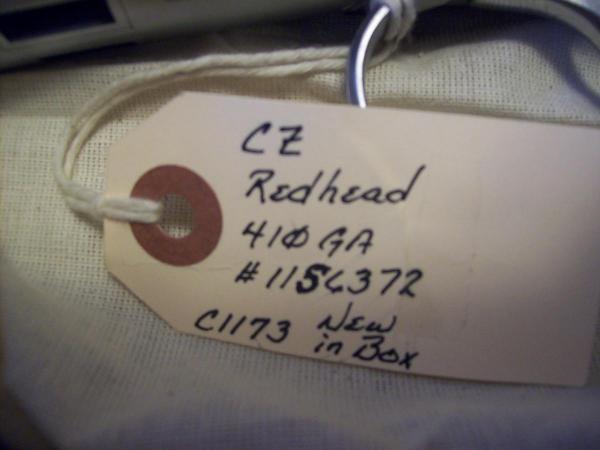 CZ
Redhead
410 GA
#1156372
C1173 New
in Box